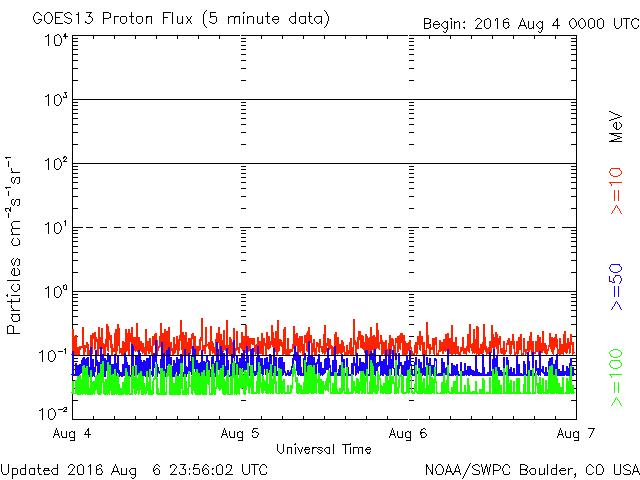 GOES13 Proton Flux (5 minute data)
Begin: 2016 Aug 4 0000 UTC
Particles cm⁻²s⁻¹sr⁻¹
10⁴
10³
10²
10¹
10⁰
10⁻¹
10⁻²
Aug 4 Aug 5 Aug 6 Aug 7
Universal Time
>=10 >=50 >=100 MeV
Updated 2016 Aug 6 23:56:02 UTC
NOAA/SWPC Boulder, CO USA